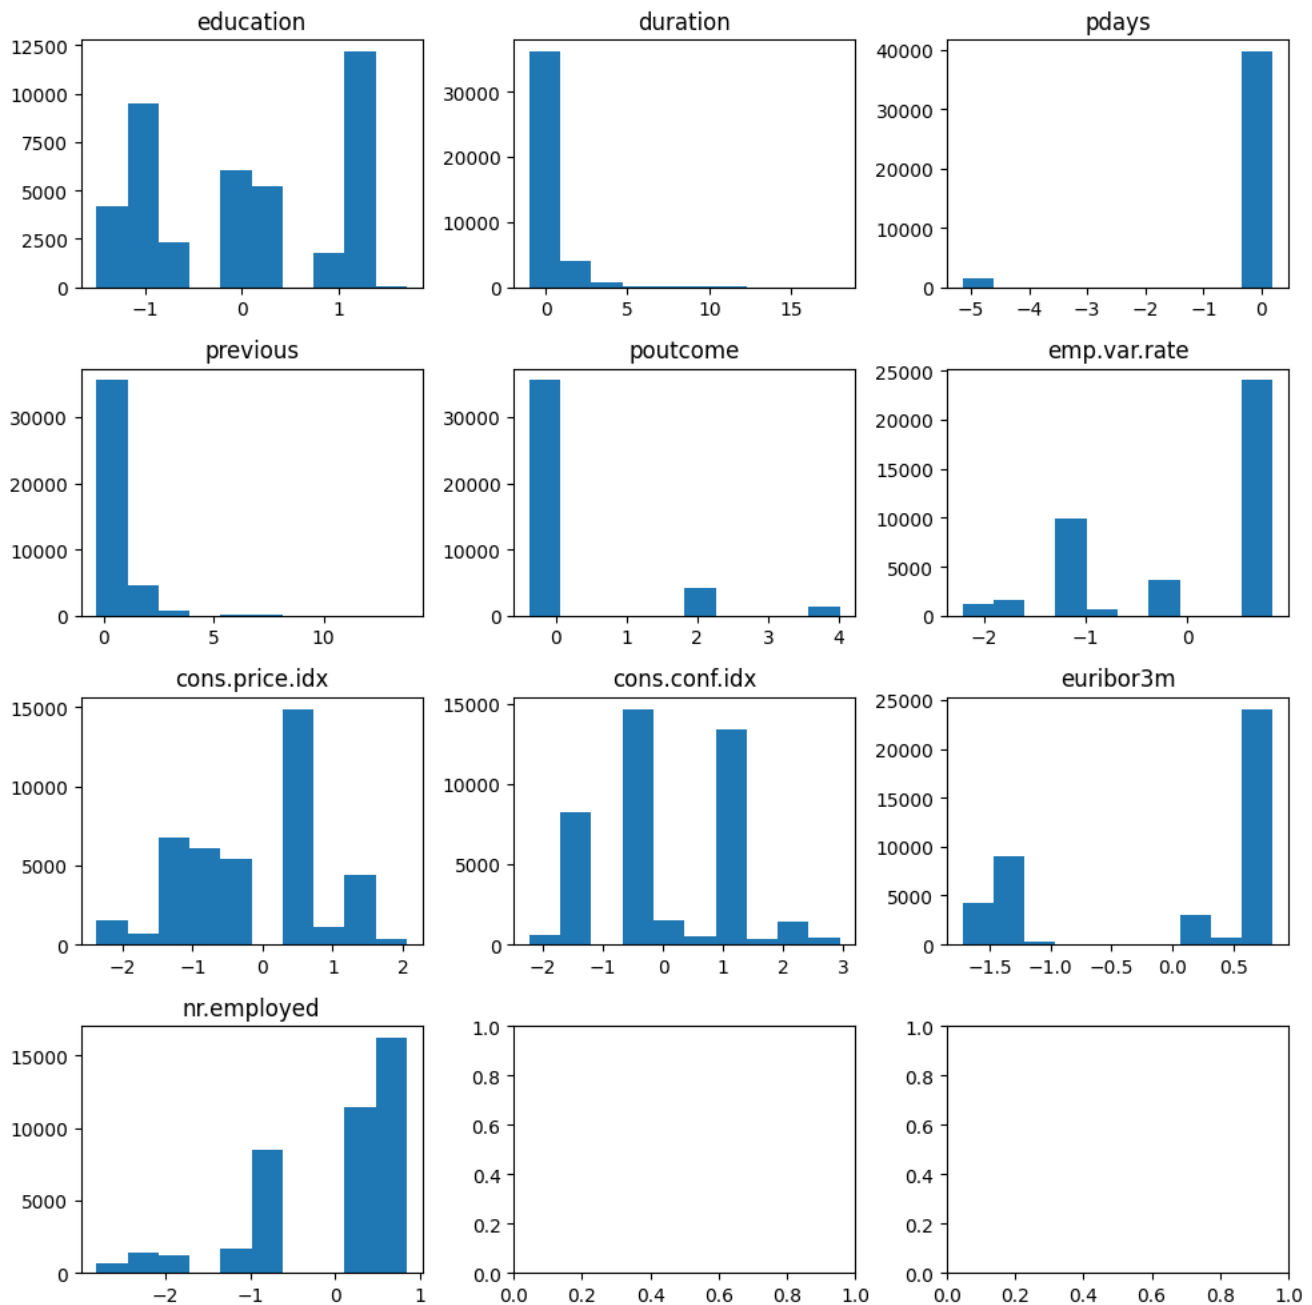 education
12500
10000
7500
5000
2500
0
−1 0 1
duration
30000
20000
10000
0
0 5 10 15
pdays
40000
30000
20000
10000
0
−5 −4 −3 −2 −1 0
previous
30000
20000
10000
0
0 5 10
poutcome
30000
20000
10000
0
0 1 2 3 4
emp.var.rate
25000
20000
15000
10000
5000
0
−2 −1 0
cons.price.idx
15000
10000
5000
0
−2 −1 0 1 2
cons.conf.idx
15000
10000
5000
0
−2 −1 0 1 2 3
euribor3m
25000
20000
15000
10000
5000
0
−1.5 −1.0 −0.5 0.0 0.5
nr.employed
15000
10000
5000
0
−2 −1 0 1
1.0
0.8
0.6
0.4
0.2
0.0
0.0 0.2 0.4 0.6 0.8 1.0
1.0
0.8
0.6
0.4
0.2
0.0
0.0 0.2 0.4 0.6 0.8 1.0